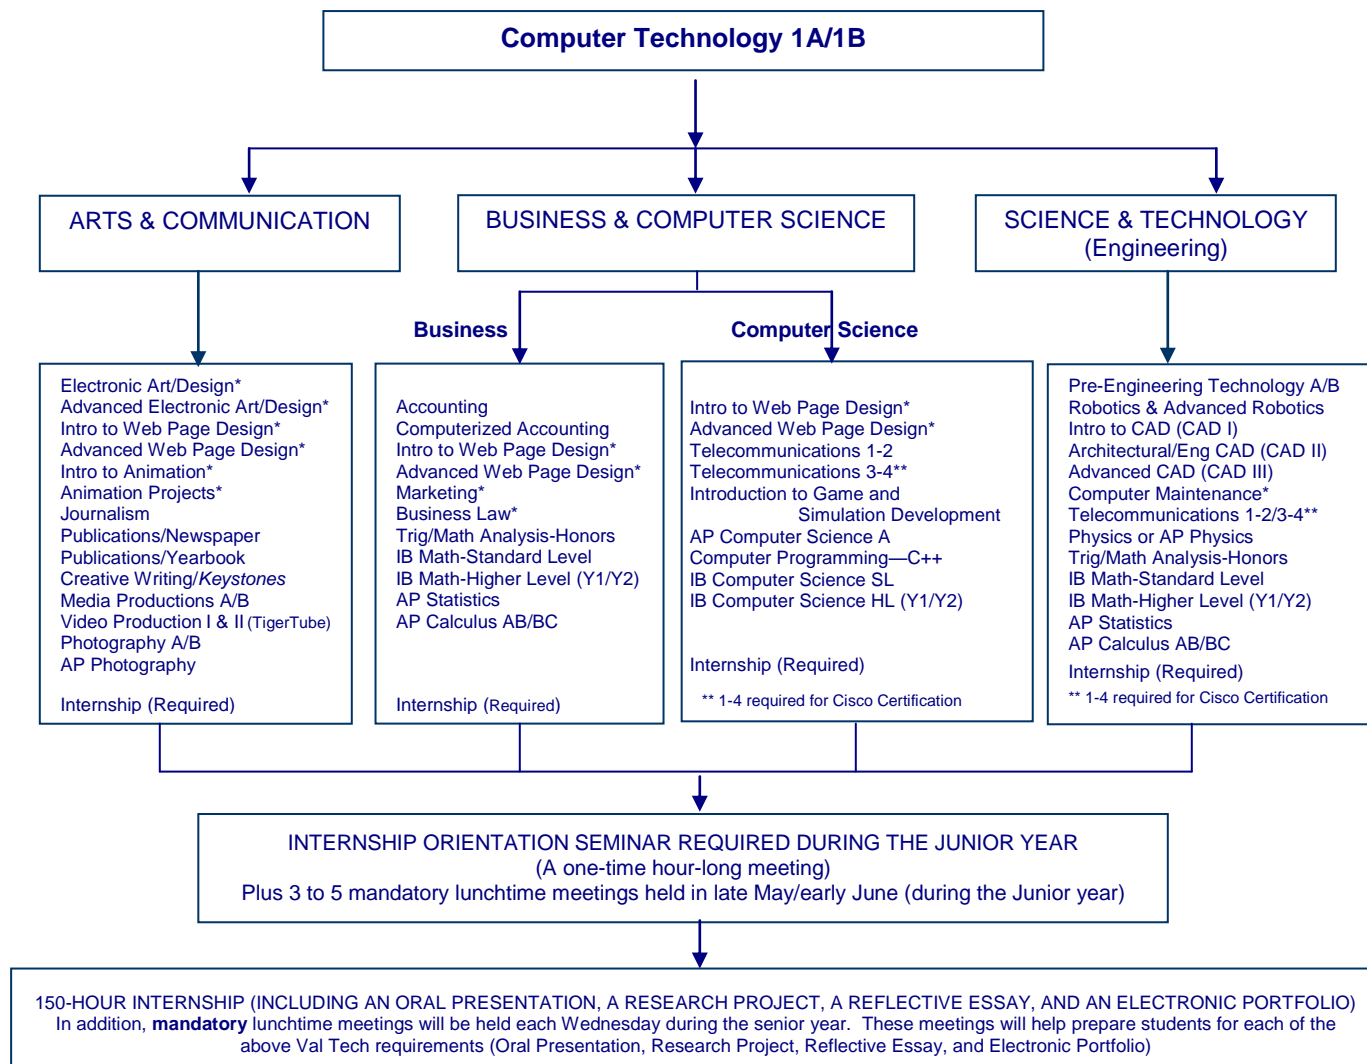 Computer Technology 1A/1B
ARTS & COMMUNICATION
BUSINESS & COMPUTER SCIENCE
SCIENCE & TECHNOLOGY
(Engineering)
Business
Computer Science
Electronic Art/Design*
Advanced Electronic Art/Design*
Intro to Web Page Design*
Advanced Web Page Design*
Intro to Animation*
Animation Projects*
Journalism
Publications/Newspaper
Publications/Yearbook
Creative Writing/Keystones
Media Productions A/B
Video Production I & II (TigerTube)
Photography A/B
AP Photography
Internship (Required)
Accounting
Computerized Accounting
Intro to Web Page Design*
Advanced Web Page Design*
Marketing*
Business Law*
Trig/Math Analysis-Honors
IB Math-Standard Level
IB Math-Higher Level (Y1/Y2)
AP Statistics
AP Calculus AB/BC
Internship (Required)
Intro to Web Page Design*
Advanced Web Page Design*
Telecommunications 1-2
Telecommunications 3-4**
Introduction to Game and
Simulation Development
AP Computer Science A
Computer Programming—C++
IB Computer Science SL
IB Computer Science HL (Y1/Y2)
Internship (Required)
** 1-4 required for Cisco Certification
Pre-Engineering Technology A/B
Robotics & Advanced Robotics
Intro to CAD (CAD I)
Architectural/Eng CAD (CAD II)
Advanced CAD (CAD III)
Computer Maintenance*
Telecommunications 1-2/3-4**
Physics or AP Physics
Trig/Math Analysis-Honors
IB Math-Standard Level
IB Math-Higher Level (Y1/Y2)
AP Statistics
AP Calculus AB/BC
Internship (Required)
** 1-4 required for Cisco Certification
INTERNSHIP ORIENTATION SEMINAR REQUIRED DURING THE JUNIOR YEAR
(A one-time hour-long meeting)
Plus 3 to 5 mandatory lunchtime meetings held in late May/early June (during the Junior year)
150-HOUR INTERNSHIP (INCLUDING AN ORAL PRESENTATION, A RESEARCH PROJECT, A REFLECTIVE ESSAY, AND AN ELECTRONIC PORTFOLIO)
In addition, mandatory lunchtime meetings will be held each Wednesday during the senior year. These meetings will help prepare students for each of the
above Val Tech requirements (Oral Presentation, Research Project, Reflective Essay, and Electronic Portfolio)